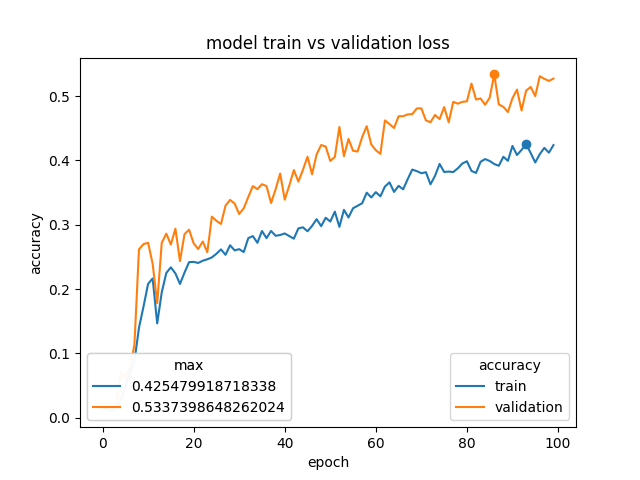 model train vs validation loss
accuracy
0.5
0.4
0.3
0.2
0.1
0.0
max
0.425479918718338
0.5337398648262024
accuracy
train
validation
0
20
40
60
80
100
epoch